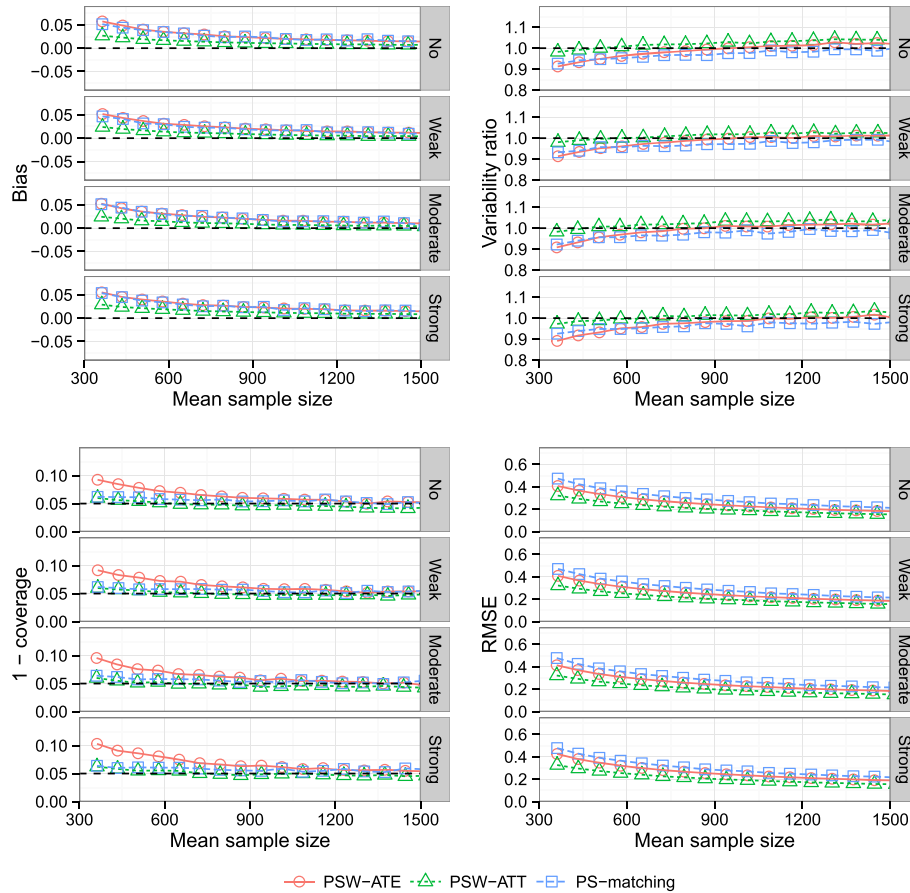 0.05
0.00
−0.05
No
0.05
0.00
−0.05
Weak
0.05
0.00
−0.05
Moderate
0.05
0.00
−0.05
Strong
Bias
300 600 900 1200 1500
Mean sample size
1.1
1.0
0.9
0.8
No
1.1
1.0
0.9
0.8
Weak
1.1
1.0
0.9
0.8
Moderate
1.1
1.0
0.9
0.8
Strong
Variability ratio
300 600 900 1200 1500
Mean sample size
0.10
0.05
0.00
No
0.10
0.05
0.00
Weak
0.10
0.05
0.00
Moderate
0.10
0.05
0.00
Strong
1 − coverage
300 600 900 1200 1500
Mean sample size
0.6
0.4
0.2
0.0
No
0.6
0.4
0.2
0.0
Weak
0.6
0.4
0.2
0.0
Moderate
0.6
0.4
0.2
0.0
Strong
RMSE
300 600 900 1200 1500
Mean sample size
PSW−ATE PSW−ATT PS−matching